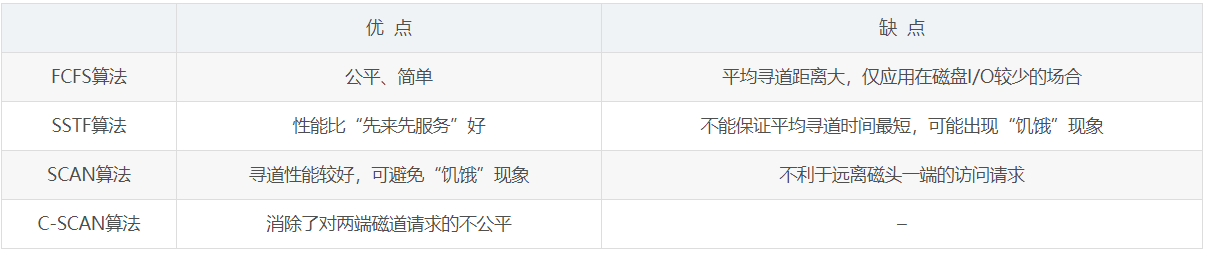 优 点 缺 点
FCFS算法 公平、简单 平均寻道距离大，仅应用在磁盘I/O较少的场合
SSTF算法 性能比“先来先服务”好 不能保证平均寻道时间最短，可能出现“饥饿”现象
SCAN算法 寻道性能较好，可避免“饥饿”现象 不利于远离磁头一端的访问请求
C-SCAN算法 消除了对两端磁道请求的不公平 –